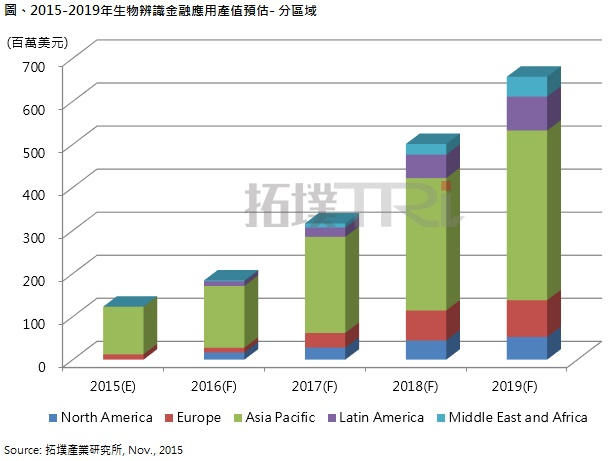 圖、2015-2019年生物辨識金融應用產值預估- 分區域
(百萬美元)
700
600
500
400
300
200
100
0
拓墣TRI
2015(E) 2016(F) 2017(F) 2018(F) 2019(F)
North America Europe Asia Pacific Latin America Middle East and Africa
Source: 拓墣產業研究所, Nov., 2015